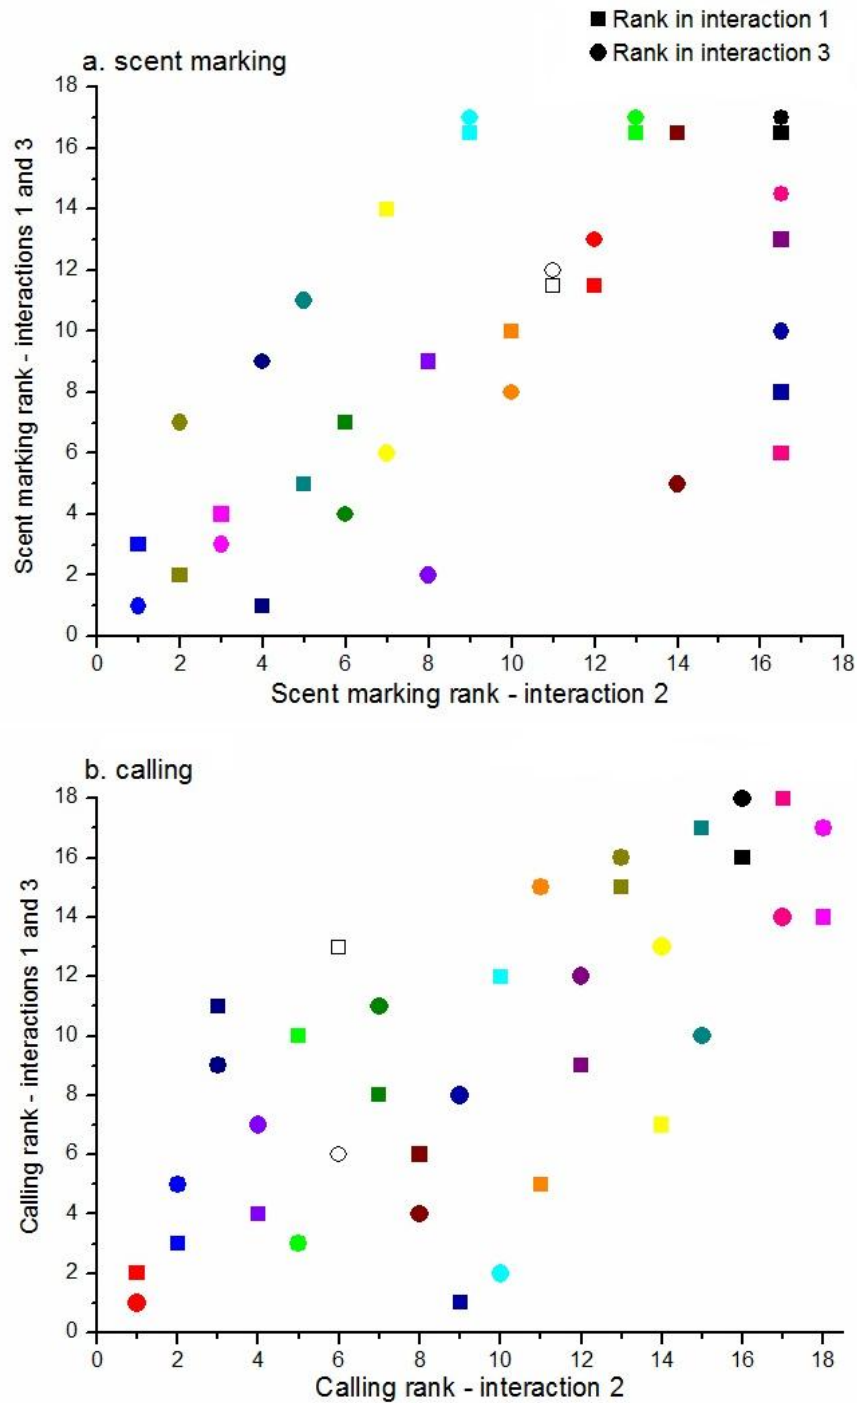 Rank in interaction 1
Rank in interaction 3
a. scent marking
Scent marking rank - interactions 1 and 3
18
16
14
12
10
8
6
4
2
0
0 2 4 6 8 10 12 14 16 18
Scent marking rank - interaction 2
b. calling
Calling rank - interactions 1 and 3
18
16
14
12
10
8
6
4
2
0
0 2 4 6 8 10 12 14 16 18
Calling rank - interaction 2